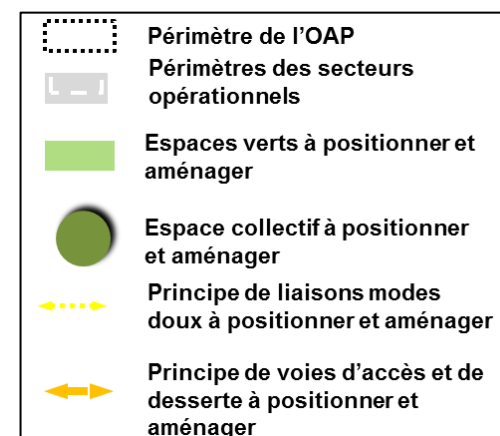 Périmètre de l'OAP
Périmètres des secteurs
opérationnels
Espaces verts à positionner et
aménager
Espace collectif à positionner
et aménager
Principe de liaisons modes
doux à positionner et aménager
Principe de voies d'accès et de
desserte à positionner et
aménager